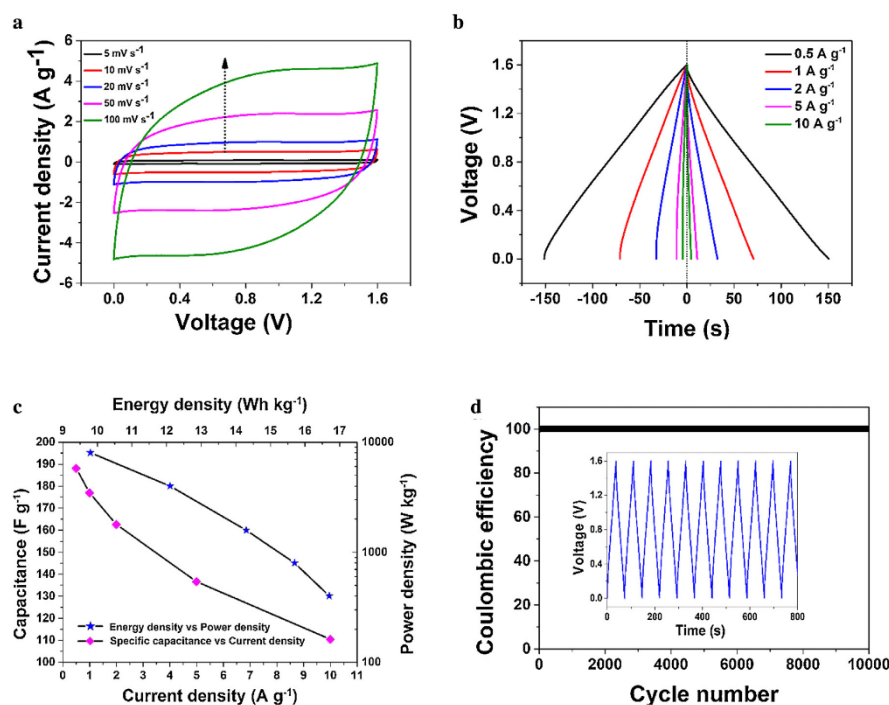 a
Current density (A g⁻¹)
6
4
2
0
-2
-4
-6
5 mV s⁻¹
10 mV s⁻¹
20 mV s⁻¹
50 mV s⁻¹
100 mV s⁻¹
0.0 0.4 0.8 1.2 1.6
Voltage (V)
b
Voltage (V)
1.6
1.2
0.8
0.4
0.0
0.5 A g⁻¹
1 A g⁻¹
2 A g⁻¹
5 A g⁻¹
10 A g⁻¹
-150 -100 -50 0 50 100 150
Time (s)
c
Energy density (Wh kg⁻¹)
9 10 11 12 13 14 15 16 17
Capacitance (F g⁻¹)
200
190
180
170
160
150
140
130
120
110
100
10000
1000
100
Power density (W kg⁻¹)
Energy density vs Power density
Specific capacitance vs Current density
0 1 2 3 4 5 6 7 8 9 10 11
Current density (A g⁻¹)
d
Coulombic efficiency
100
80
60
40
20
0
Voltage (V)
1.6
1.2
0.8
0.4
0.0
0 200 400 600 800
Time (s)
0 2000 4000 6000 8000 10000
Cycle number